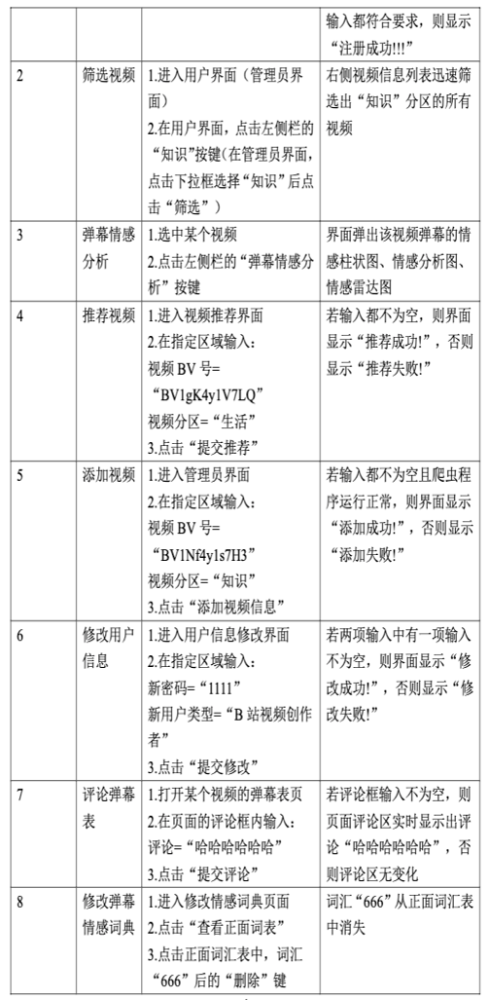 输入都符合要求，则显示
“注册成功!!!”
2
筛选视频
1.进入用户界面（管理员界
面）
2.在用户界面，点击左侧栏的
“知识”按键（在管理员界面，
点击下拉框选择“知识”后点
击“筛选”）
右侧视频信息列表迅速筛
选出“知识”分区的所有
视频
3
弹幕情感
分析
1.选中某个视频
2.点击左侧栏的“弹幕情感分
析”按键
界面弹出该视频弹幕的情
感柱状图、情感分析图、
情感雷达图
4
推荐视频
1.进入视频推荐界面
2.在指定区域输入：
视频 BV 号=
“BV1gK4y1V7LQ”
视频分区=“生活”
3.点击“提交推荐”
若输入都不为空，则界面
显示“推荐成功!”，否则
显示“推荐失败!”
5
添加视频
1.进入管理员界面
2.在指定区域输入：
视频 BV 号=
“BV1Nf4y1s7H3”
视频分区=“知识”
3.点击“添加视频信息”
若输入都不为空且爬虫程
序运行正常，则界面显示
“添加成功!”，否则显示
“添加失败!”
6
修改用户
信息
1.进入用户信息修改界面
2.在指定区域输入：
新密码=“1111”
新用户类型=“B 站视频创作
者”
3.点击“提交修改”
若两项输入中有一项输入
不为空，则界面显示“修
改成功!”，否则显示“修
改失败!”
7
评论弹幕
表
1.打开某个视频的弹幕表页
2.在页面的评论框内输入：
评论=“哈哈哈哈哈哈”
3.点击“提交评论”
若评论框输入不为空，则
页面评论区实时显示出评
论“哈哈哈哈哈哈”，否
则评论区无变化
8
修改弹幕
情感词典
1.进入修改情感词典页面
2.点击“查看正面词表”
3.点击正面词汇表中，词汇
“666”后的“删除”键
词汇“666”从正面词汇表
中消失